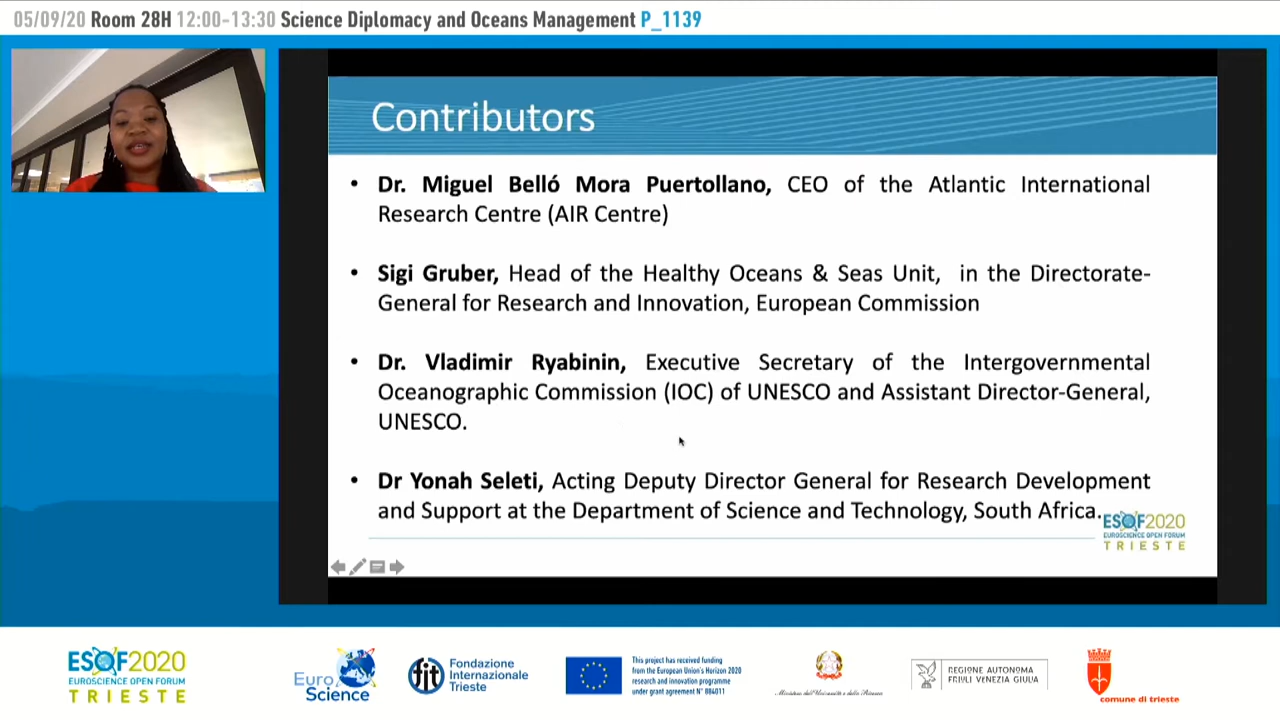 05/09/20 Room 28H 12:00-13:30 Science Diplomacy and Oceans Management P_1139
Contributors
• Dr. Miguel Belló Mora Puertollano, CEO of the Atlantic International
Research Centre (AIR Centre)
• Sigi Gruber, Head of the Healthy Oceans & Seas Unit, in the Directorate-
General for Research and Innovation, European Commission
• Dr. Vladimir Ryabinin, Executive Secretary of the Intergovernmental
Oceanographic Commission (IOC) of UNESCO and Assistant Director-General,
UNESCO.
• Dr Yonah Seleti, Acting Deputy Director General for Research Development
and Support at the Department of Science and Technology, South Africa.
ESOF2020
EUROSCIENCE OPEN FORUM
TRIESTE
ESOF2020
EUROSCIENCE OPEN FORUM
TRIESTE
Euro
Science
fit
Fondazione
Internazionale
Trieste
This project has received funding
from the European Union's Horizon 2020
research and innovation programme
under grant agreement N° 884011
Ministero dell'Università e della Ricerca
REGIONE AUTONOMA
FRIULI VENEZIA GIULIA
comune di trieste